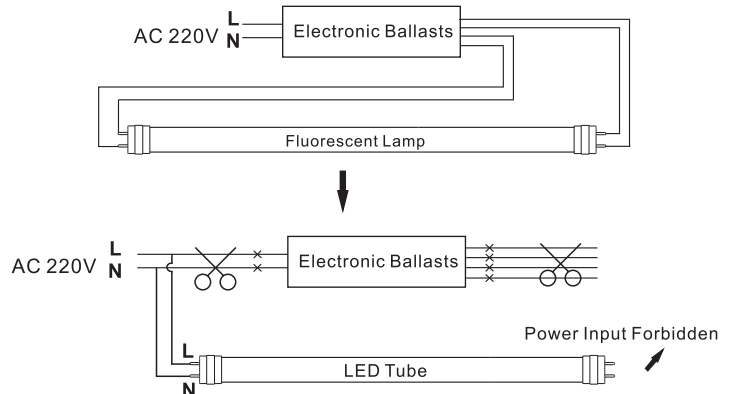 L
AC 220V N
Electronic Ballasts
Fluorescent Lamp
L
AC 220V N
Electronic Ballasts
Power Input Forbidden
L
LED Tube
N